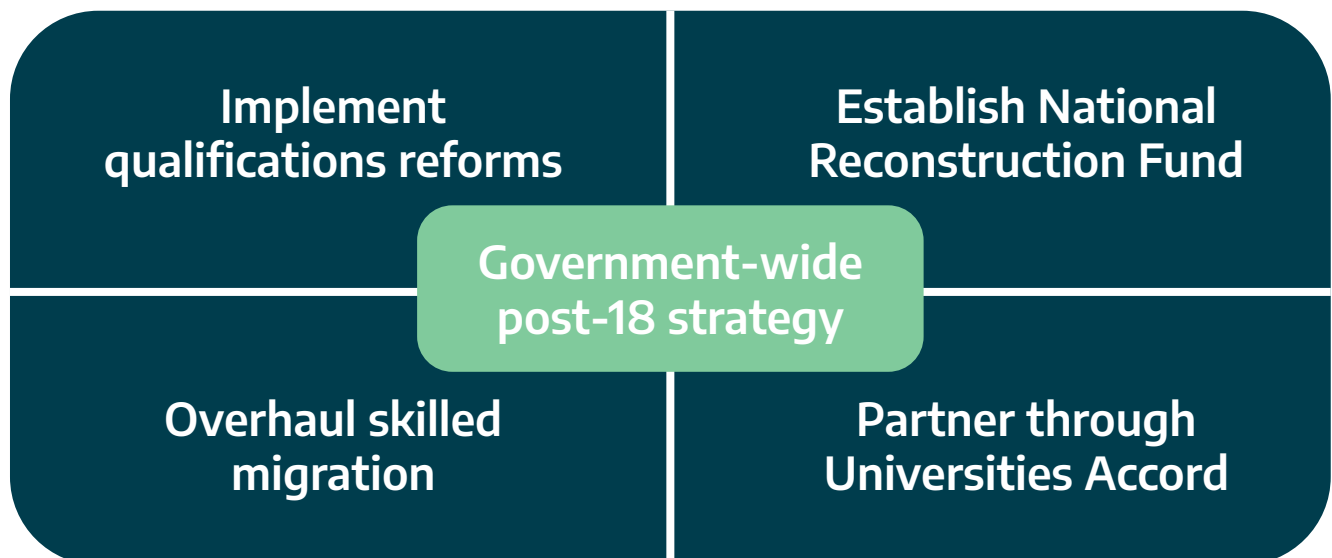 Implement
qualifications reforms
Establish National
Reconstruction Fund
Government-wide
post-18 strategy
Overhaul skilled
migration
Partner through
Universities Accord